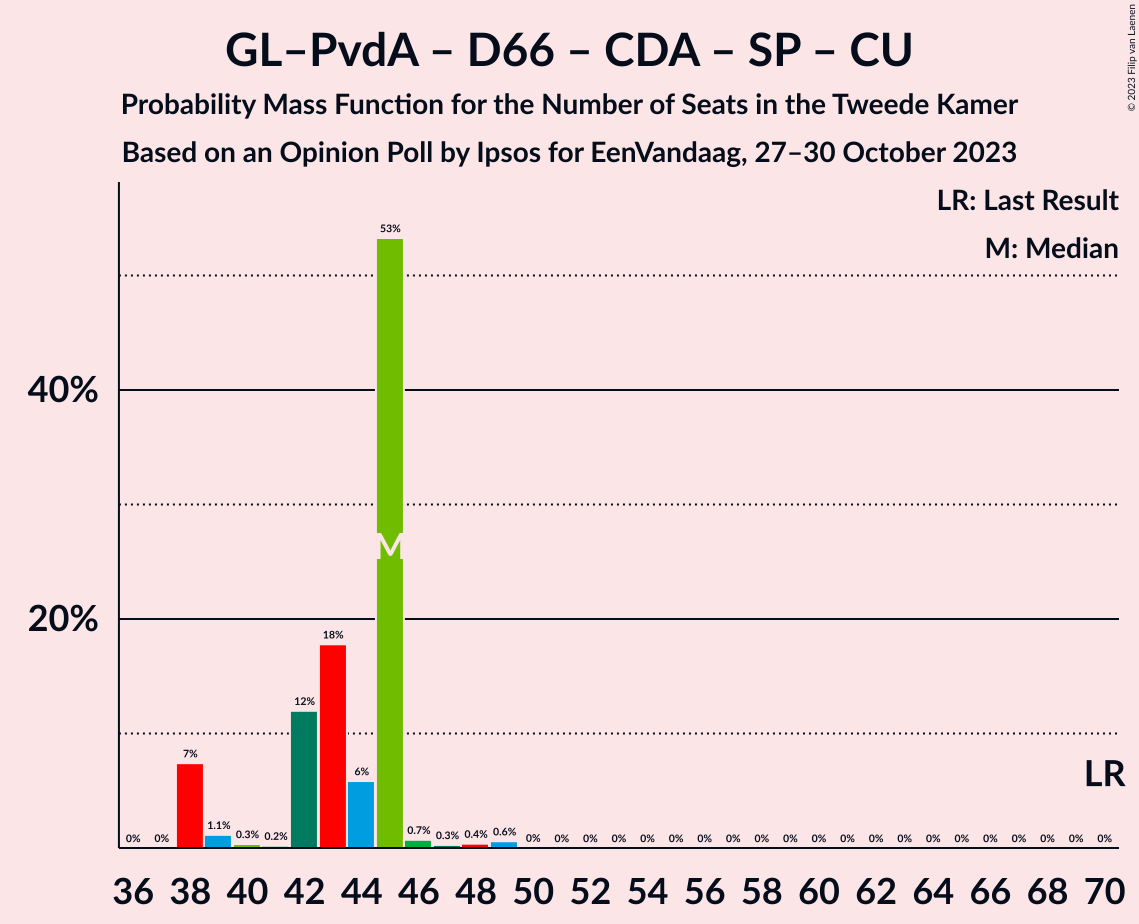 GL–PvdA – D66 – CDA – SP – CU
Probability Mass Function for the Number of Seats in the Tweede Kamer
Based on an Opinion Poll by Ipsos for EenVandaag, 27–30 October 2023
© 2023 Filip van Laenen
LR: Last Result
M: Median
40%
20%
0% 0% 7% 1.1% 0.3% 0.2% 12% 18% 6% 53% 0.7% 0.3% 0.4% 0.6% 0% 0% 0% 0% 0% 0% 0% 0% 0% 0% 0% 0% 0% 0% 0% 0% 0% 0% 0% 0% 0%
M
LR
36 38 40 42 44 46 48 50 52 54 56 58 60 62 64 66 68 70